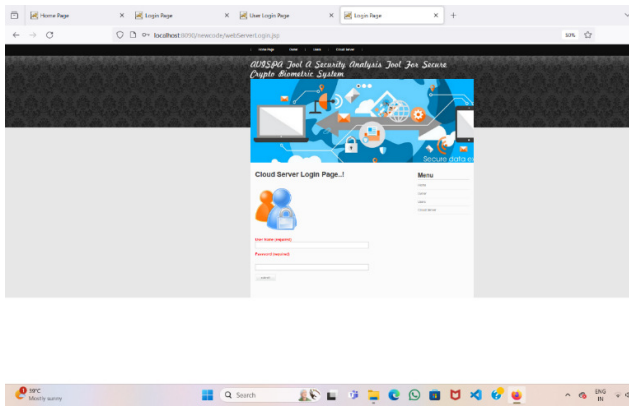 Home Page
Login Page
User Login Page
Login Page
localhost:8090/newcode/webServerLogin.jsp
50%
Home Page
Cloud Server
AVISPA Tool A Security Analysis Tool For Secure
Crypto Biometric System
Secure data e
Cloud Server Login Page..!
Menu
User Name (required)
Password (required)
39°C
Mostly sunny
Search
ENG
IN